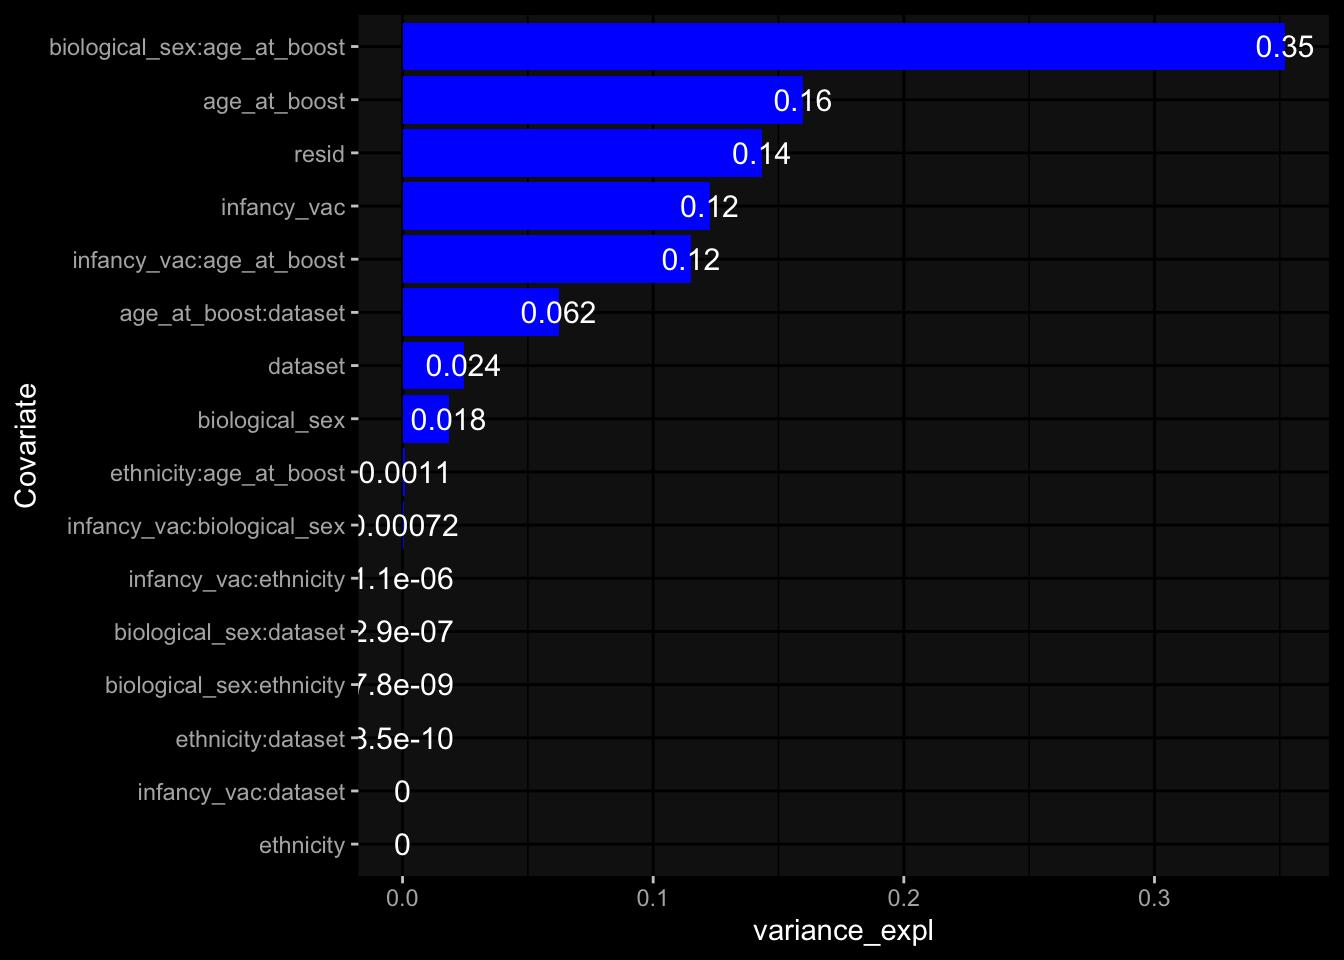 Covariate
biological_sex:age_at_boost 0.35
age_at_boost 0.16
resid 0.14
infancy_vac 0.12
infancy_vac:age_at_boost 0.12
age_at_boost:dataset 0.062
dataset 0.024
biological_sex 0.018
ethnicity:age_at_boost 0.0011
infancy_vac:biological_sex 0.00072
infancy_vac:ethnicity 1.1e-06
biological_sex:dataset 2.9e-07
biological_sex:ethnicity 7.8e-09
ethnicity:dataset
infancy_vac:dataset 0
ethnicity 0
0.0 0.1 0.2 0.3
variance_expl